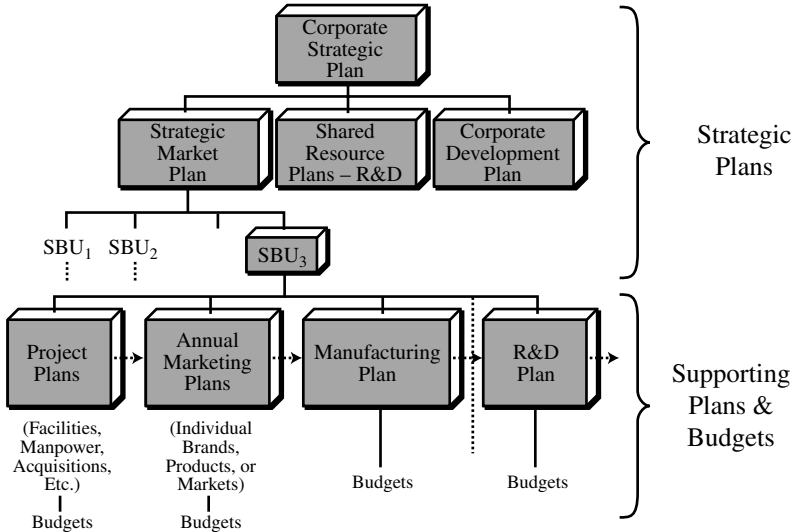 Corporate
Strategic
Plan
Strategic
Market
Plan
Shared
Resource
Plans – R&D
Corporate
Development
Plan
Strategic
Plans
SBU₁
SBU₂
SBU₃
Project
Plans
Annual
Marketing
Plans
Manufacturing
Plan
R&D
Plan
Supporting
Plans &
Budgets
(Facilities,
Manpower,
Acquisitions,
Etc.)
Budgets
(Individual
Brands,
Products, or
Markets)
Budgets
Budgets
Budgets